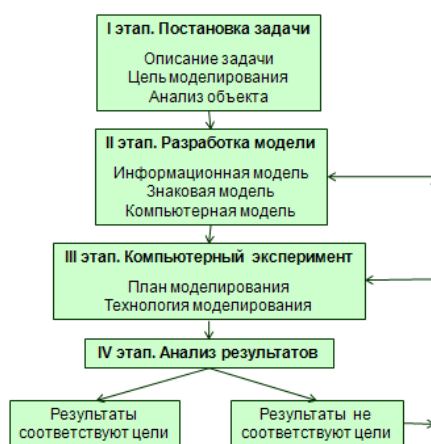 I этап. Постановка задачи
Описание задачи
Цель моделирования
Анализ объекта
II этап. Разработка модели
Информационная модель
Знаковая модель
Компьютерная модель
III этап. Компьютерный эксперимент
План моделирования
Технология моделирования
IV этап. Анализ результатов
Результаты
соответствуют цели
Результаты не
соответствуют цели